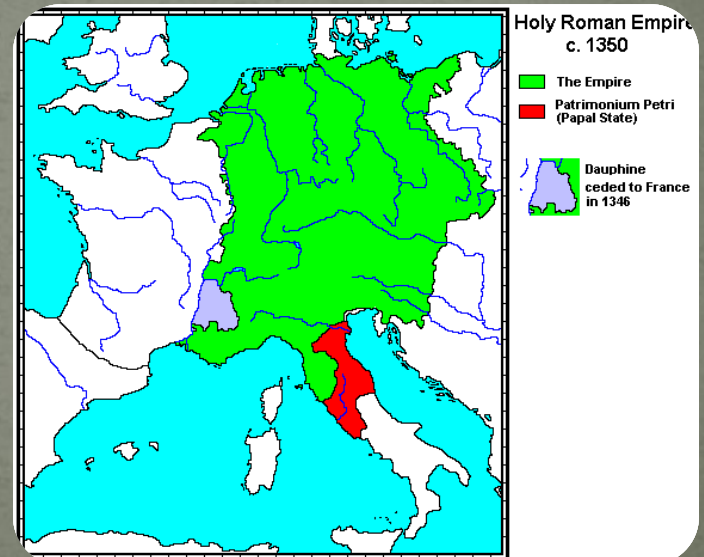 Holy Roman Empire
c. 1350
The Empire
Patrimonium Petri
(Papal State)
Dauphine
ceded to France
in 1346